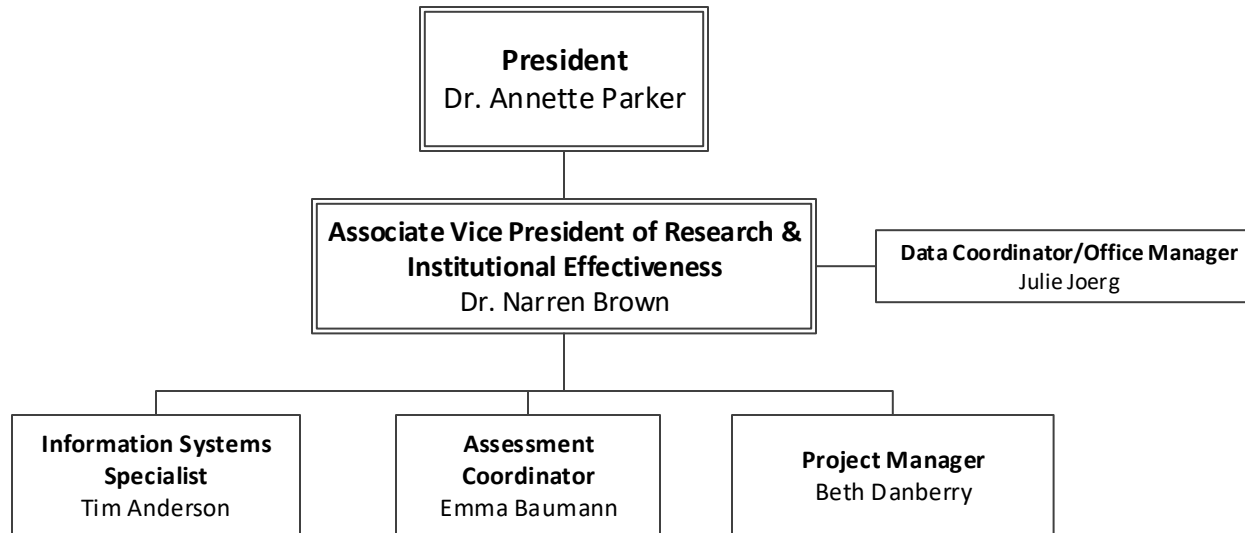 President
Dr. Annette Parker
Associate Vice President of Research &
Institutional Effectiveness
Dr. Narren Brown
Data Coordinator/Office Manager
Julie Joerg
Information Systems
Specialist
Tim Anderson
Assessment
Coordinator
Emma Baumann
Project Manager
Beth Danberry